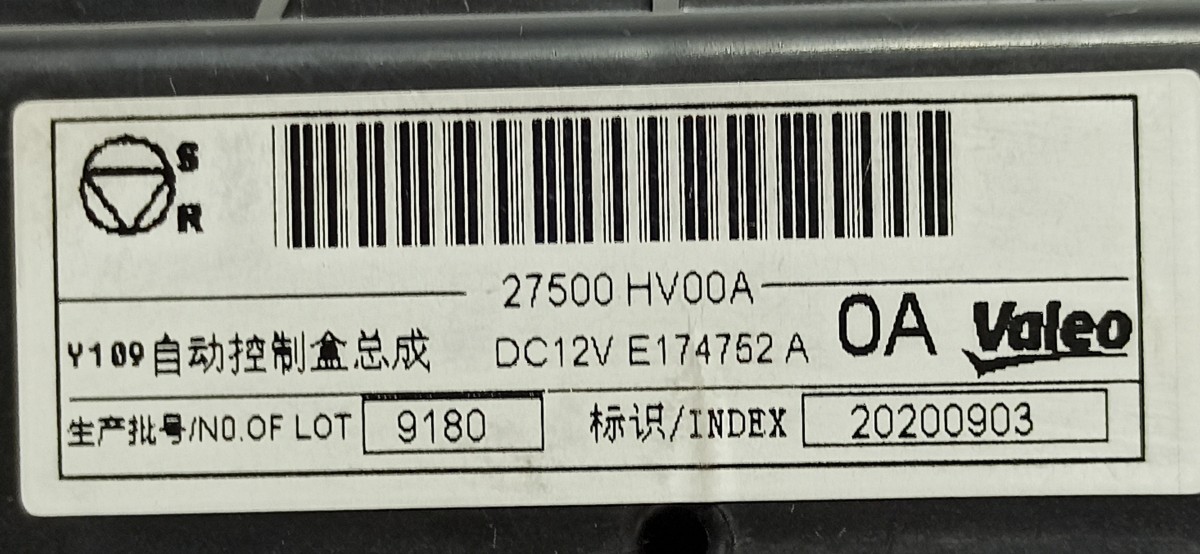 S
R
27500 HV00A
Y109自动控制盒总成 DC12V E174752 A 0A Valeo
生产批号/NO.OF LOT 9180 标识/INDEX 20200903